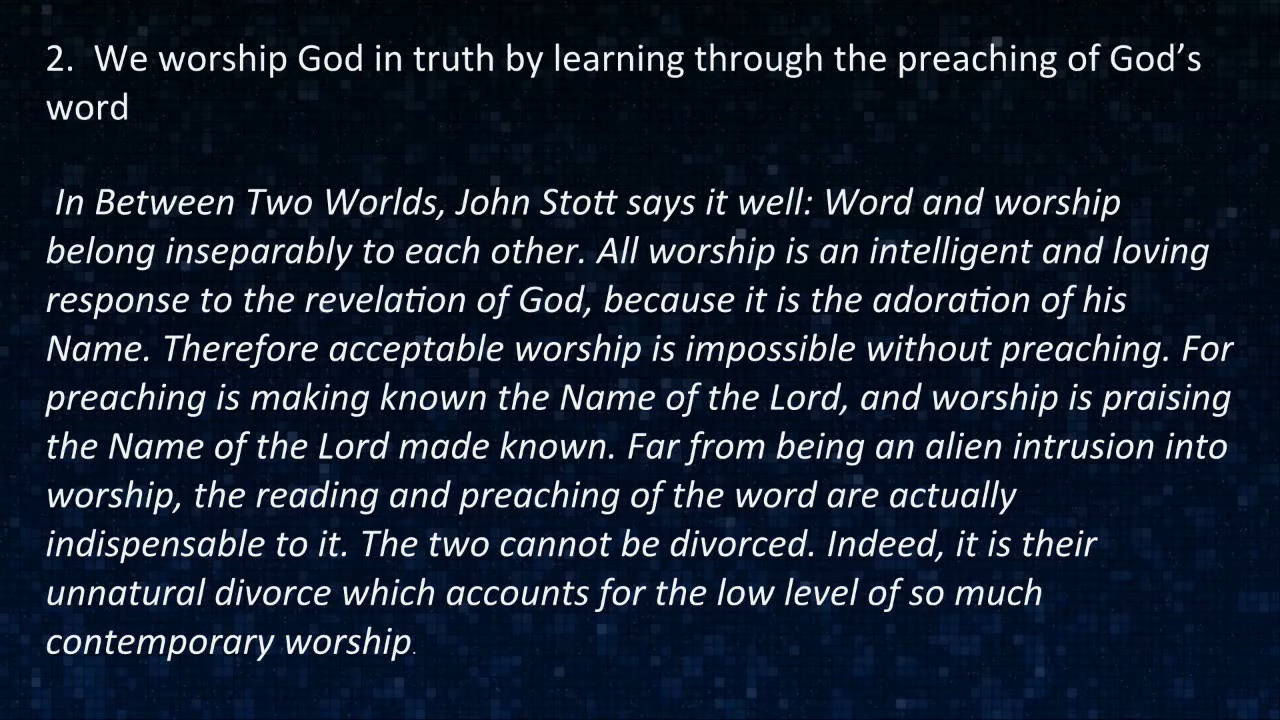 2.  We worship God in truth by learning through the preaching of God’s
word
In Between Two Worlds, John Stott says it well: Word and worship
belong inseparably to each other. All worship is an intelligent and loving
response to the revelation of God, because it is the adoration of his
Name. Therefore acceptable worship is impossible without preaching. For
preaching is making known the Name of the Lord, and worship is praising
the Name of the Lord made known. Far from being an alien intrusion into
worship, the reading and preaching of the word are actually
indispensable to it. The two cannot be divorced. Indeed, it is their
unnatural divorce which accounts for the low level of so much
contemporary worship.